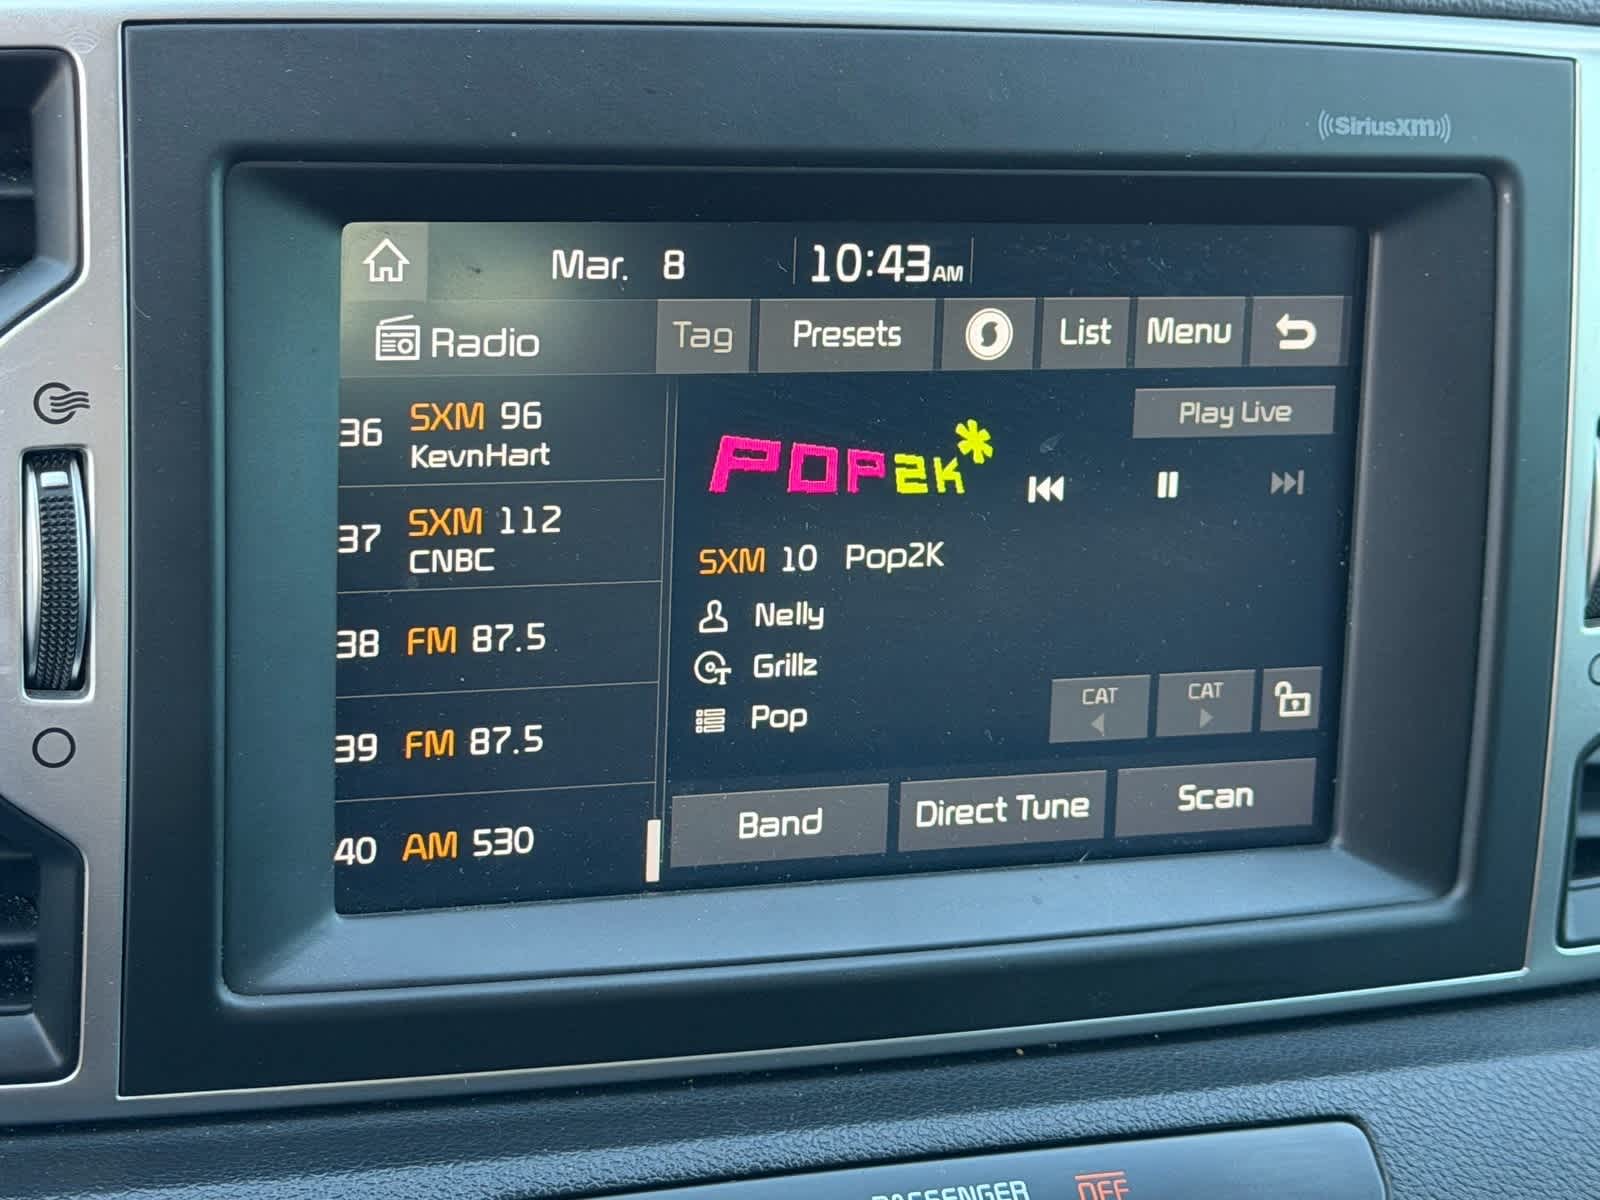 SiriusXM
Mar. 8 10:43 AM
Radio Tag Presets List Menu
36 SXM 96
KevnHart
37 SXM 112
CNBC
38 FM 87.5
39 FM 87.5
40 AM 530
Play Live
POP2K*
SXM 10 Pop2K
Nelly
Grillz
Pop
CAT CAT
Band Direct Tune Scan
PASSENGER OFF